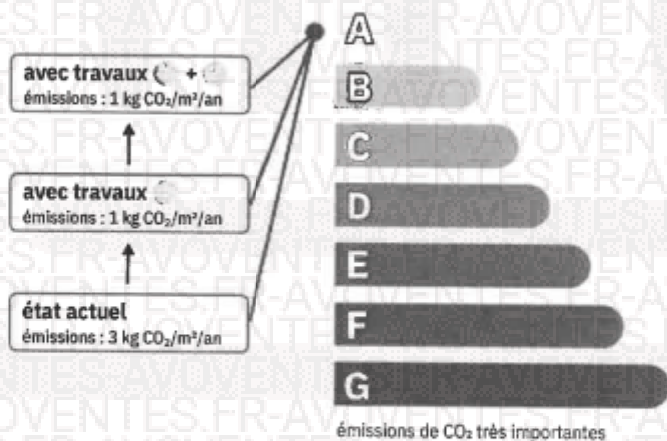 avec travaux +
émissions : 1 kg CO₂/m²/an
avec travaux
émissions : 1 kg CO₂/m²/an
état actuel
émissions : 3 kg CO₂/m²/an
A
B
C
D
E
F
G
émissions de CO₂ très importantes